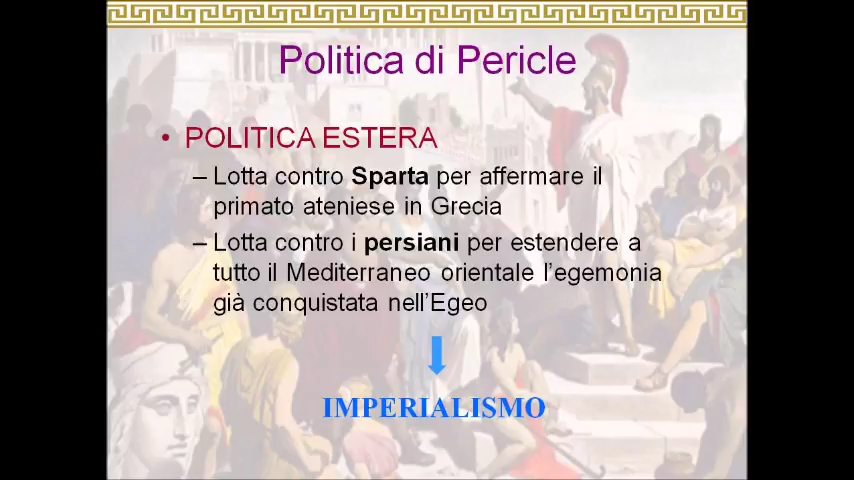 Politica di Pericle
• POLITICA ESTERA
– Lotta contro Sparta per affermare il
primato ateniese in Grecia
– Lotta contro i persiani per estendere a
tutto il Mediterraneo orientale l’egemonia
già conquistata nell’Egeo
IMPERIALISMO